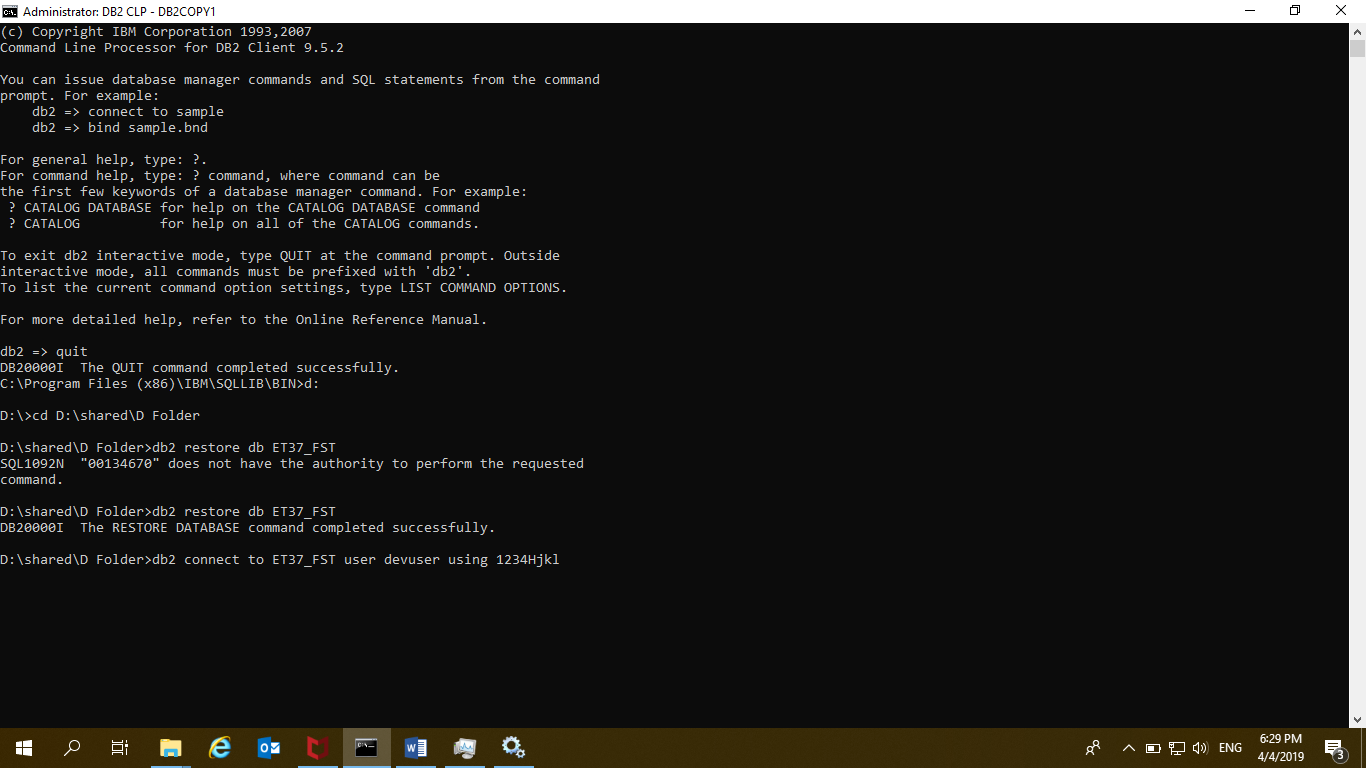 Administrator: DB2 CLP - DB2COPY1
(c) Copyright IBM Corporation 1993,2007
Command Line Processor for DB2 Client 9.5.2
You can issue database manager commands and SQL statements from the command
prompt. For example:
    db2 => connect to sample
    db2 => bind sample.bnd
For general help, type: ?.
For command help, type: ? command, where command can be
the first few keywords of a database manager command. For example:
 ? CATALOG DATABASE for help on the CATALOG DATABASE command
 ? CATALOG          for help on all of the CATALOG commands.
To exit db2 interactive mode, type QUIT at the command prompt. Outside
interactive mode, all commands must be prefixed with 'db2'.
To list the current command option settings, type LIST COMMAND OPTIONS.
For more detailed help, refer to the Online Reference Manual.
db2 => quit
DB20000I  The QUIT command completed successfully.
C:\Program Files (x86)\IBM\SQLLIB\BIN>d:
D:\>cd D:\shared\D Folder
D:\shared\D Folder>db2 restore db ET37_FST
SQL1092N  "00134670" does not have the authority to perform the requested
command.
D:\shared\D Folder>db2 restore db ET37_FST
DB20000I  The RESTORE DATABASE command completed successfully.
D:\shared\D Folder>db2 connect to ET37_FST user devuser using 1234Hjkl
ENG
6:29 PM
4/4/2019
3